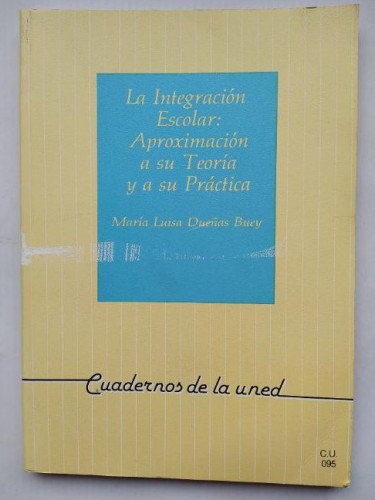 La Integración
Escolar:
Aproximación
a su Teoría
y a su Práctica
María Luisa Dueñas Buey
Cuadernos de la uned
C.U.
095